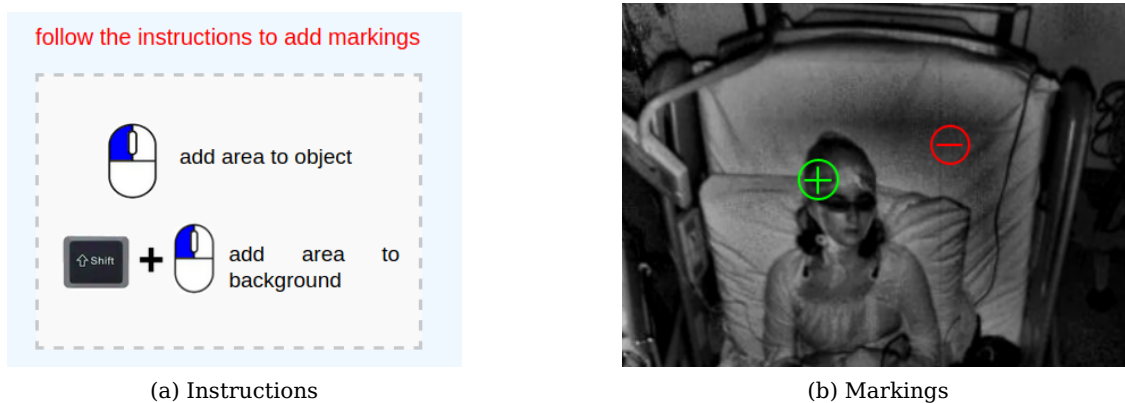 follow the instructions to add markings
add area to object
Shift
add area to
background
(a) Instructions
(b) Markings